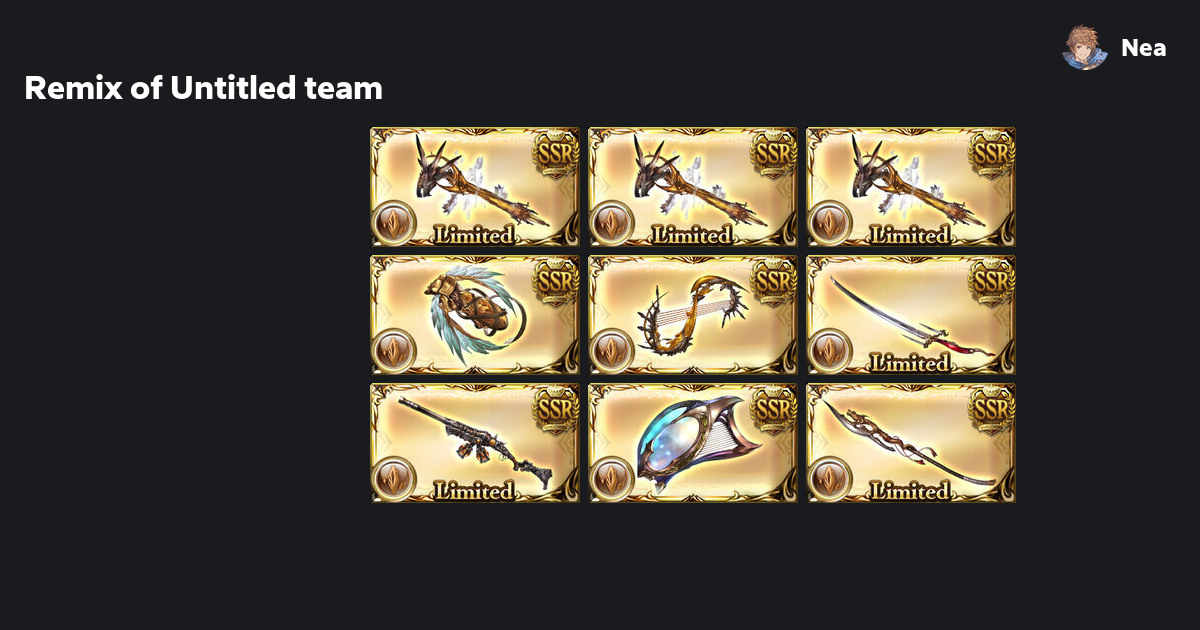 Nea
Remix of Untitled team
SSR SSR SSR
Limited Limited Limited
SSR SSR SSR
Limited
SSR SSR SSR
Limited Limited